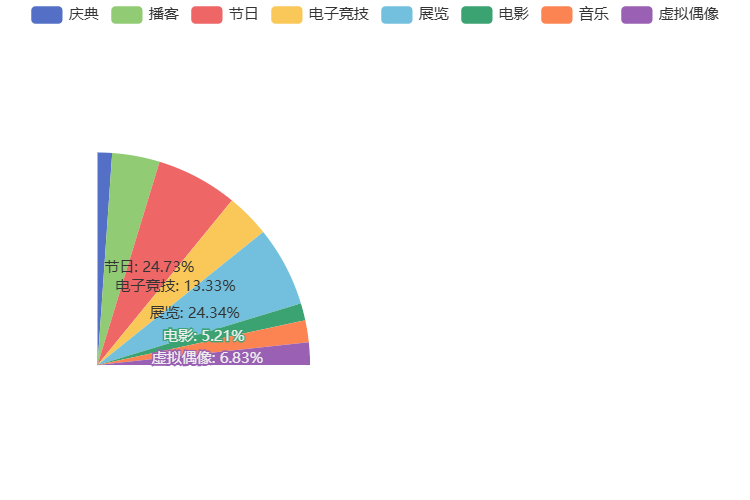 庆典 播客 节日 电子竞技 展览 电影 音乐 虚拟偶像
节日: 24.73%
电子竞技: 13.33%
展览: 24.34%
电影: 5.21%
虚拟偶像: 6.83%